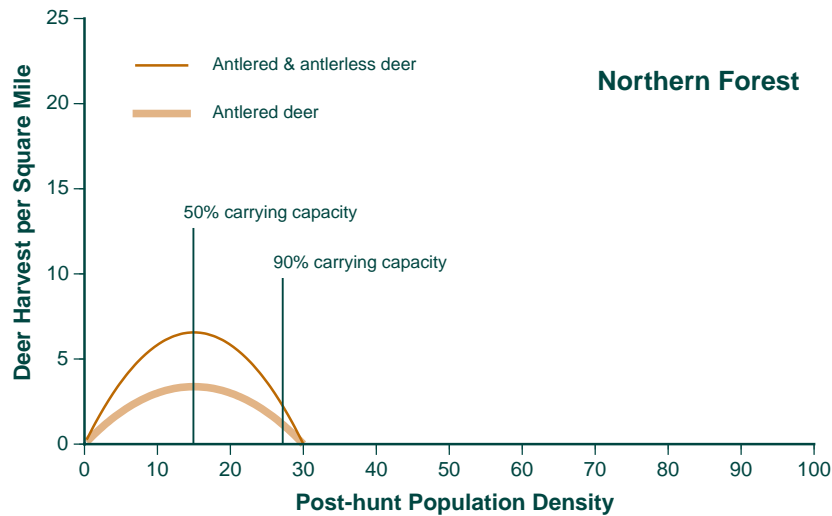 25
Antlered & antlerless deer
Northern Forest
20
Antlered deer
Deer Harvest per Square Mile
15
50% carrying capacity
10
90% carrying capacity
5
0
0 10 20 30 40 50 60 70 80 90 100
Post-hunt Population Density